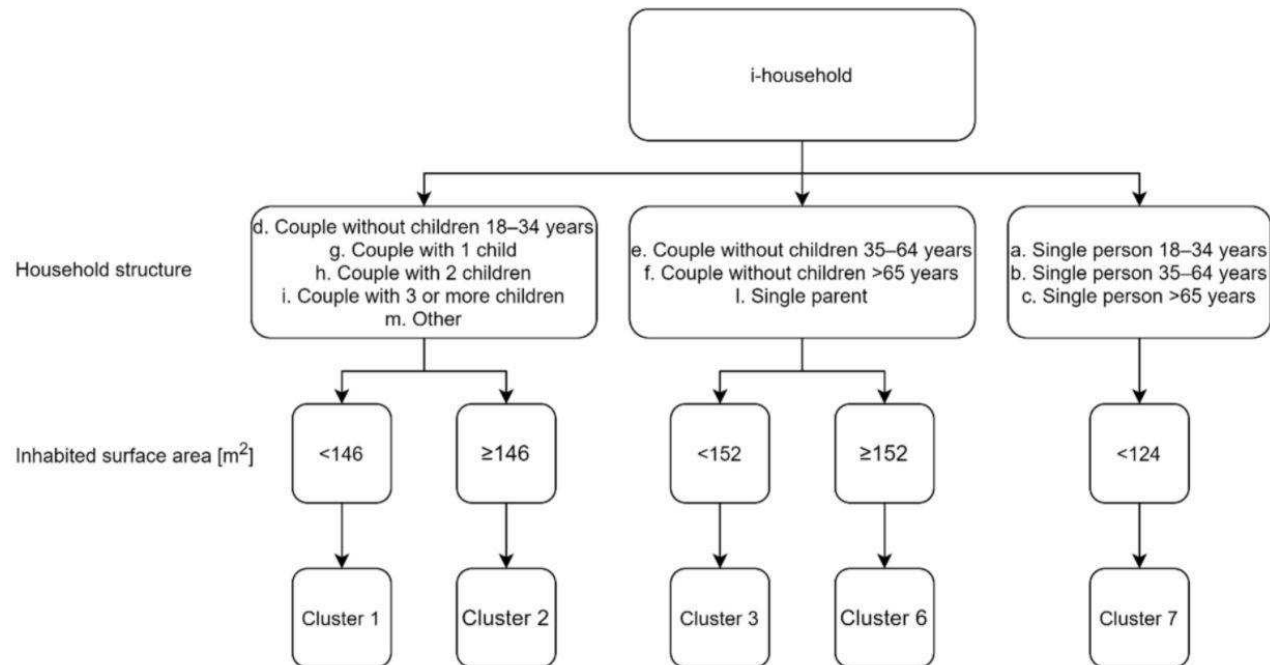 i-household
Household structure
d. Couple without children 18–34 years
g. Couple with 1 child
h. Couple with 2 children
i. Couple with 3 or more children
m. Other
e. Couple without children 35–64 years
f. Couple without children >65 years
l. Single parent
a. Single person 18–34 years
b. Single person 35–64 years
c. Single person >65 years
Inhabited surface area [m²]
<146
≥146
<152
≥152
<124
Cluster 1
Cluster 2
Cluster 3
Cluster 6
Cluster 7